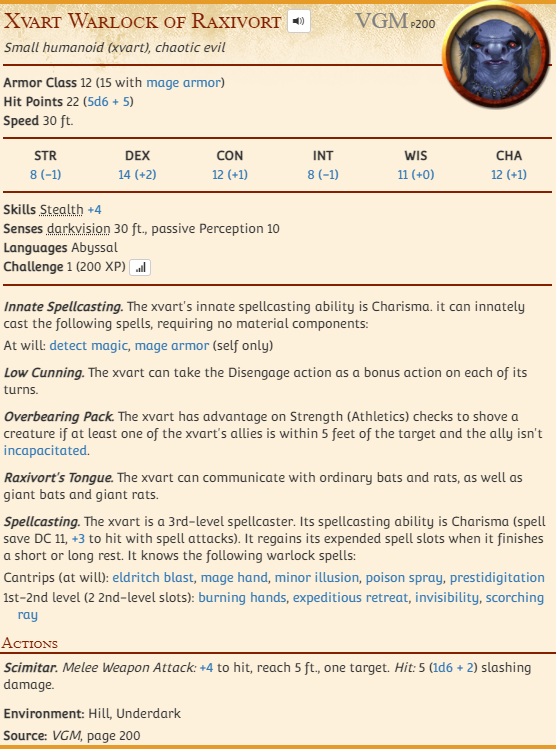 Xvart Warlock of Raxivort VGM P200
Small humanoid (xvart), chaotic evil
Armor Class 12 (15 with mage armor)
Hit Points 22 (5d6 + 5)
Speed 30 ft.
STR DEX CON INT WIS CHA
8 (−1) 14 (+2) 12 (+1) 8 (−1) 11 (+0) 12 (+1)
Skills Stealth +4
Senses darkvision 30 ft., passive Perception 10
Languages Abyssal
Challenge 1 (200 XP)
Innate Spellcasting. The xvart's innate spellcasting ability is Charisma. it can innately
cast the following spells, requiring no material components:
At will: detect magic, mage armor (self only)
Low Cunning. The xvart can take the Disengage action as a bonus action on each of its
turns.
Overbearing Pack. The xvart has advantage on Strength (Athletics) checks to shove a
creature if at least one of the xvart's allies is within 5 feet of the target and the ally isn't
incapacitated.
Raxivort's Tongue. The xvart can communicate with ordinary bats and rats, as well as
giant bats and giant rats.
Spellcasting. The xvart is a 3rd-level spellcaster. Its spellcasting ability is Charisma (spell
save DC 11, +3 to hit with spell attacks). It regains its expended spell slots when it finishes
a short or long rest. It knows the following warlock spells:
Cantrips (at will): eldritch blast, mage hand, minor illusion, poison spray, prestidigitation
1st–2nd level (2 2nd-level slots): burning hands, expeditious retreat, invisibility, scorching
ray
Actions
Scimitar. Melee Weapon Attack: +4 to hit, reach 5 ft., one target. Hit: 5 (1d6 + 2) slashing
damage.
Environment: Hill, Underdark
Source: VGM, page 200